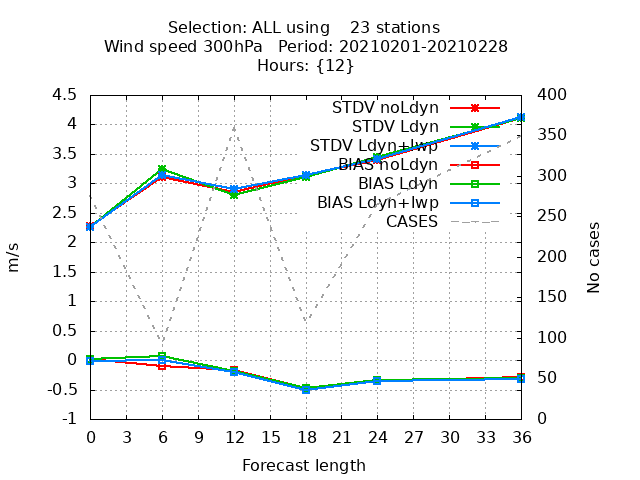 Selection: ALL using    23 stations
Wind speed 300hPa   Period: 20210201-20210228
Hours: {12}
4.5
4
3.5
3
2.5
2
1.5
1
0.5
0
-0.5
-1
m/s
STDV noLdyn
STDV Ldyn
STDV Ldyn+lwp
BIAS noLdyn
BIAS Ldyn
BIAS Ldyn+lwp
CASES
400
350
300
250
200
150
100
50
0
No cases
0 3 6 9 12 15 18 21 24 27 30 33 36
Forecast length